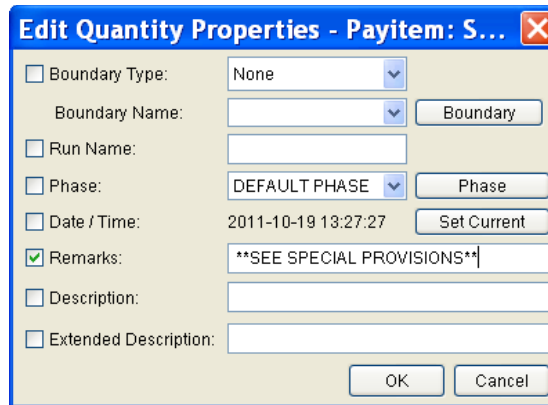 Edit Quantity Properties - Payitem: S...
Boundary Type: None
Boundary Name: Boundary
Run Name:
Phase: DEFAULT PHASE Phase
Date / Time: 2011-10-19 13:27:27 Set Current
Remarks: **SEE SPECIAL PROVISIONS**
Description:
Extended Description:
OK Cancel